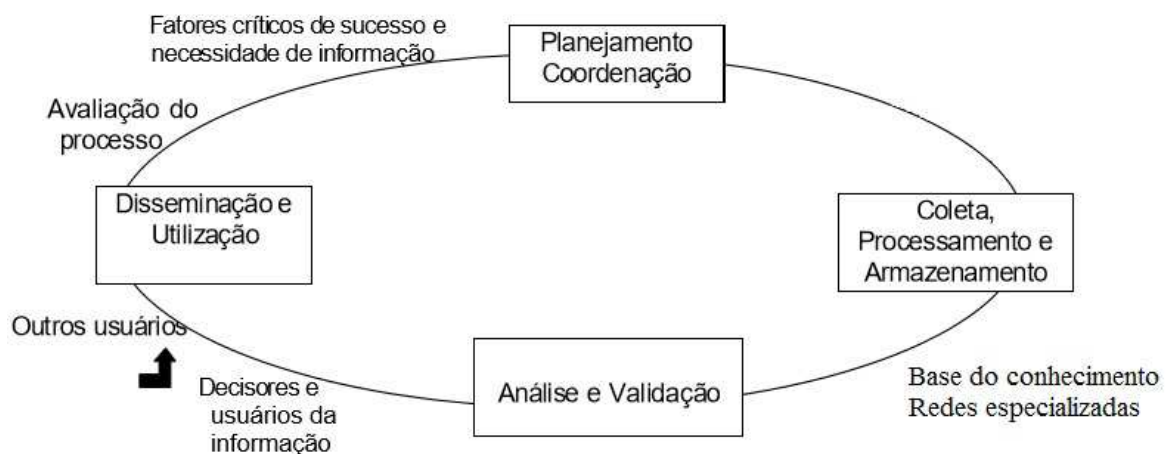 Fatores críticos de sucesso e
necessidade de informação
Planejamento
Coordenação
Avaliação do
processo
Disseminação e
Utilização
Coleta,
Processamento e
Armazenamento
Outros usuários
Decisores e
usuários da
informação
Análise e Validação
Base do conhecimento
Redes especializadas